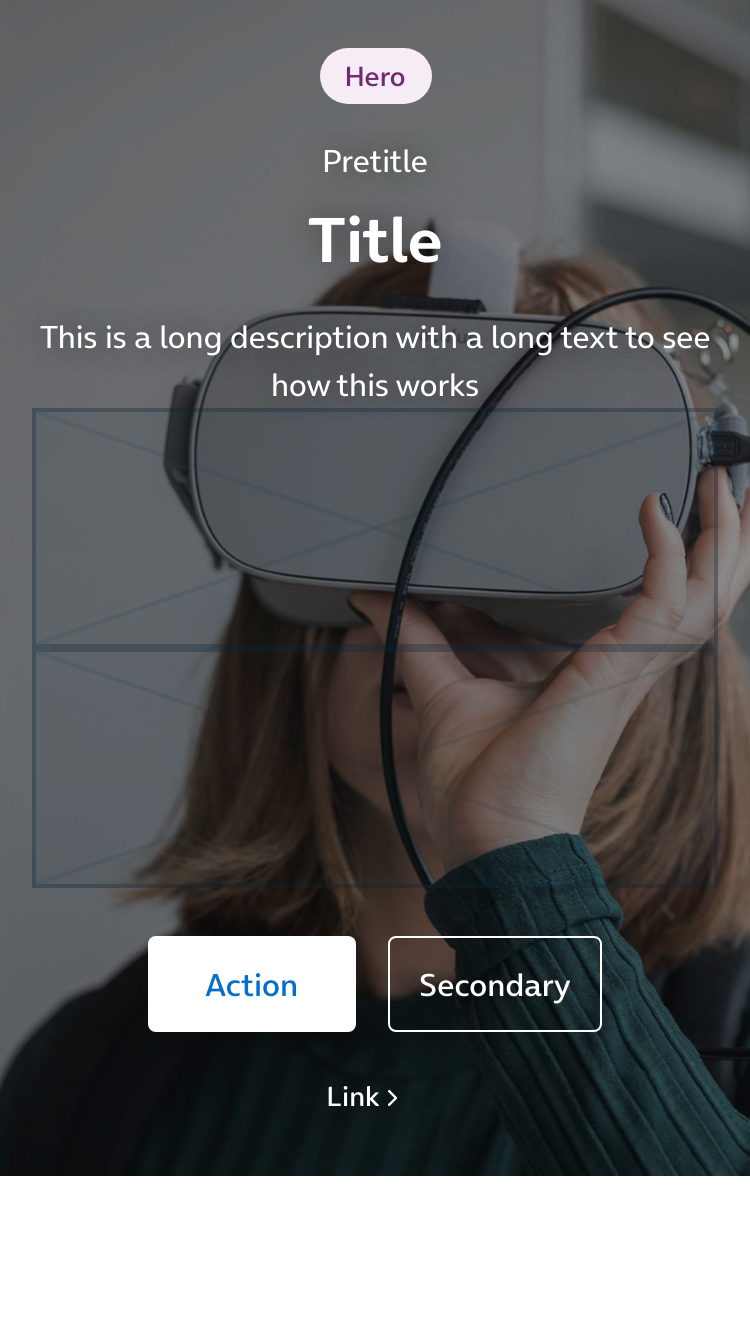 Hero
Pretitle
Title
This is a long description with a long text to see
how this works
Action
Secondary
Link